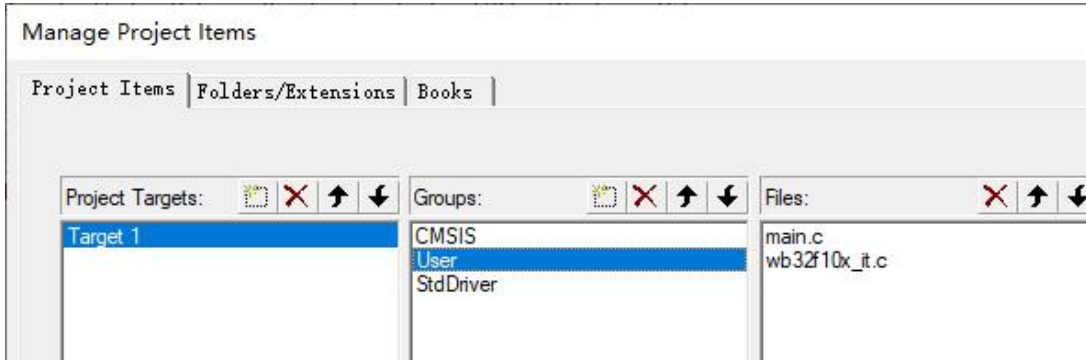 Manage Project Items
Project Items Folders/Extensions Books
Project Targets: Groups: Files:
Target 1 CMSIS main.c
User wb32f10x_it.c
StdDriver